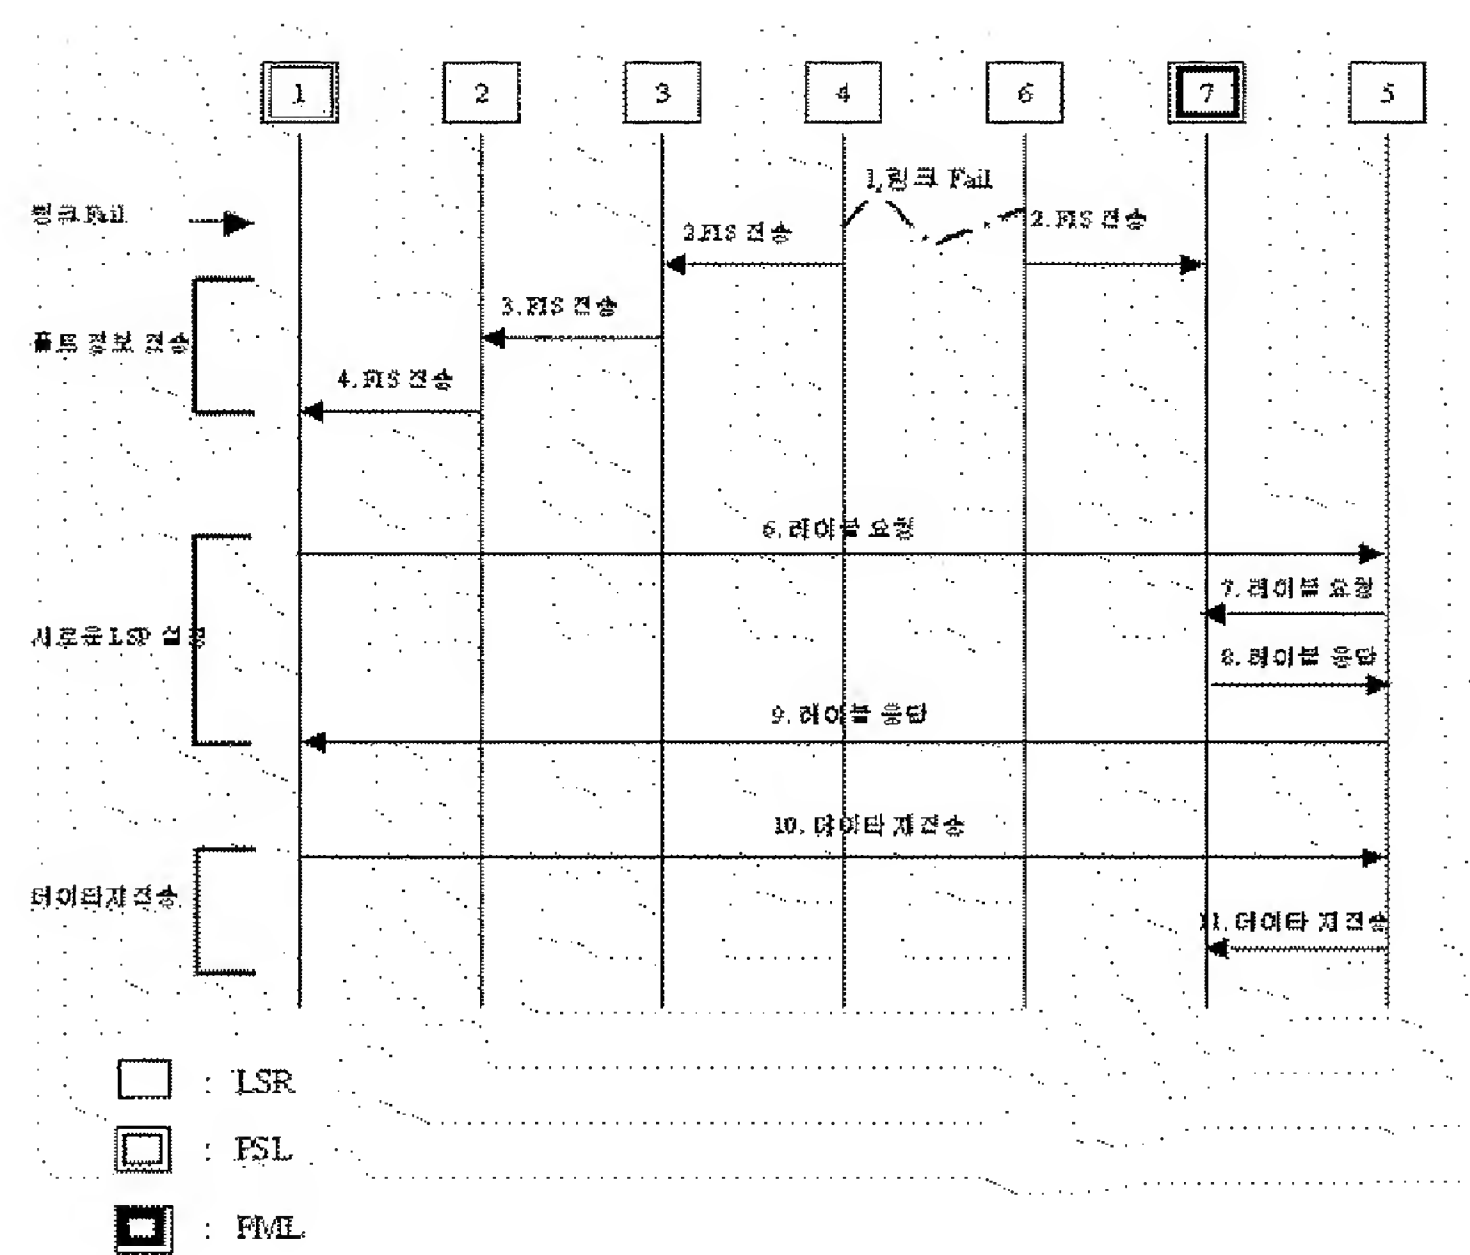 1
2
3
4
6
7
5
1.링크 Fail
링크 Fail
2.FIS 전송
2.FIS 전송
3.FIS 전송
폴트 정보 전송
4.FIS 전송
6.레이블 요청
7.레이블 요청
새로운 LSP 설정
8.레이블 응답
9.레이블 응답
10.데이타 재전송
데이타재전송
11.데이타 재전송
: LSR
: PSL
: PML